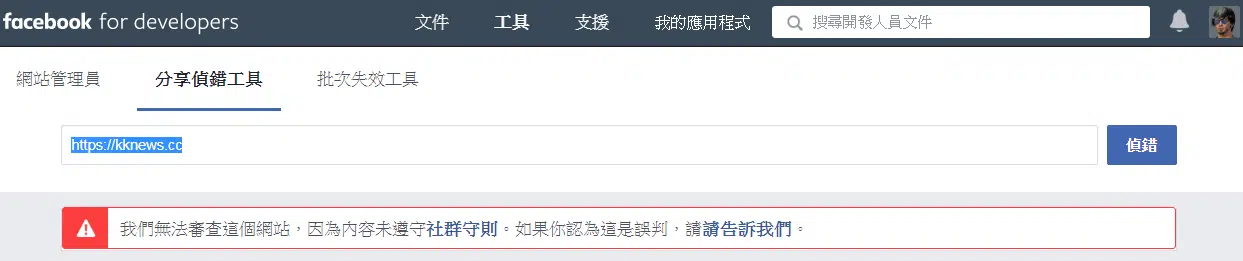 facebook for developers 文件 工具 支援 我的應用程式 搜尋開發人員文件
網站管理員 分享偵錯工具 批次失效工具
https://kknews.cc 偵錯
我們無法審查這個網站，因為內容未遵守社群守則。如果你認為這是誤判，請請告訴我們。